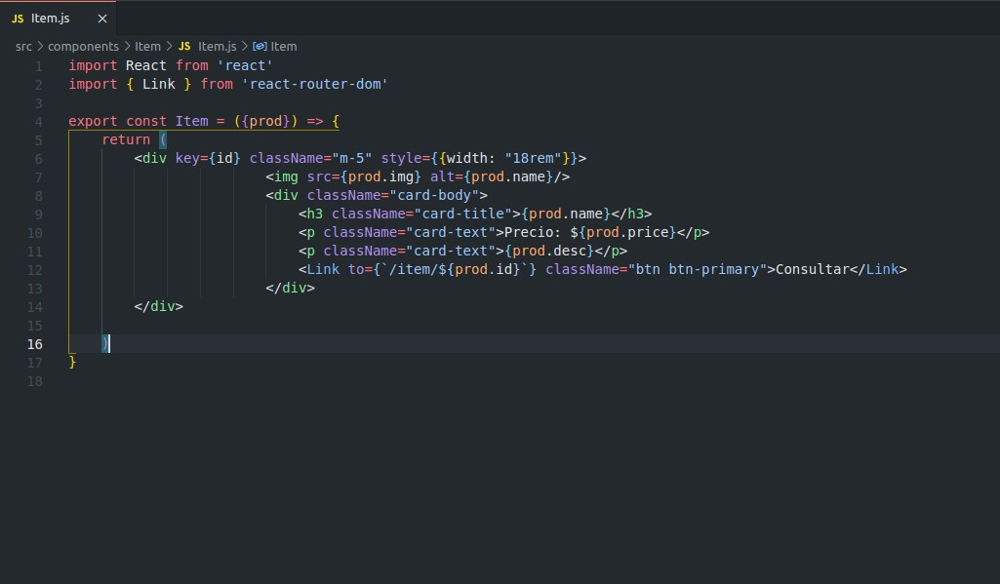 JS Item.js ×
src > components > Item > JS Item.js > Item
1 import React from 'react'
2 import { Link } from 'react-router-dom'
3
4 export const Item = ({prod}) => {
5     return (
6         <div key={id} className="m-5" style={{width: "18rem"}}>
7                         <img src={prod.img} alt={prod.name}/>
8                         <div className="card-body">
9                             <h3 className="card-title">{prod.name}</h3>
10                             <p className="card-text">Precio: ${prod.price}</p>
11                             <p className="card-text">{prod.desc}</p>
12                             <Link to={`/item/${prod.id}`} className="btn btn-primary">Consultar</Link>
13                         </div>
14         </div>
15
16     )
17 }
18